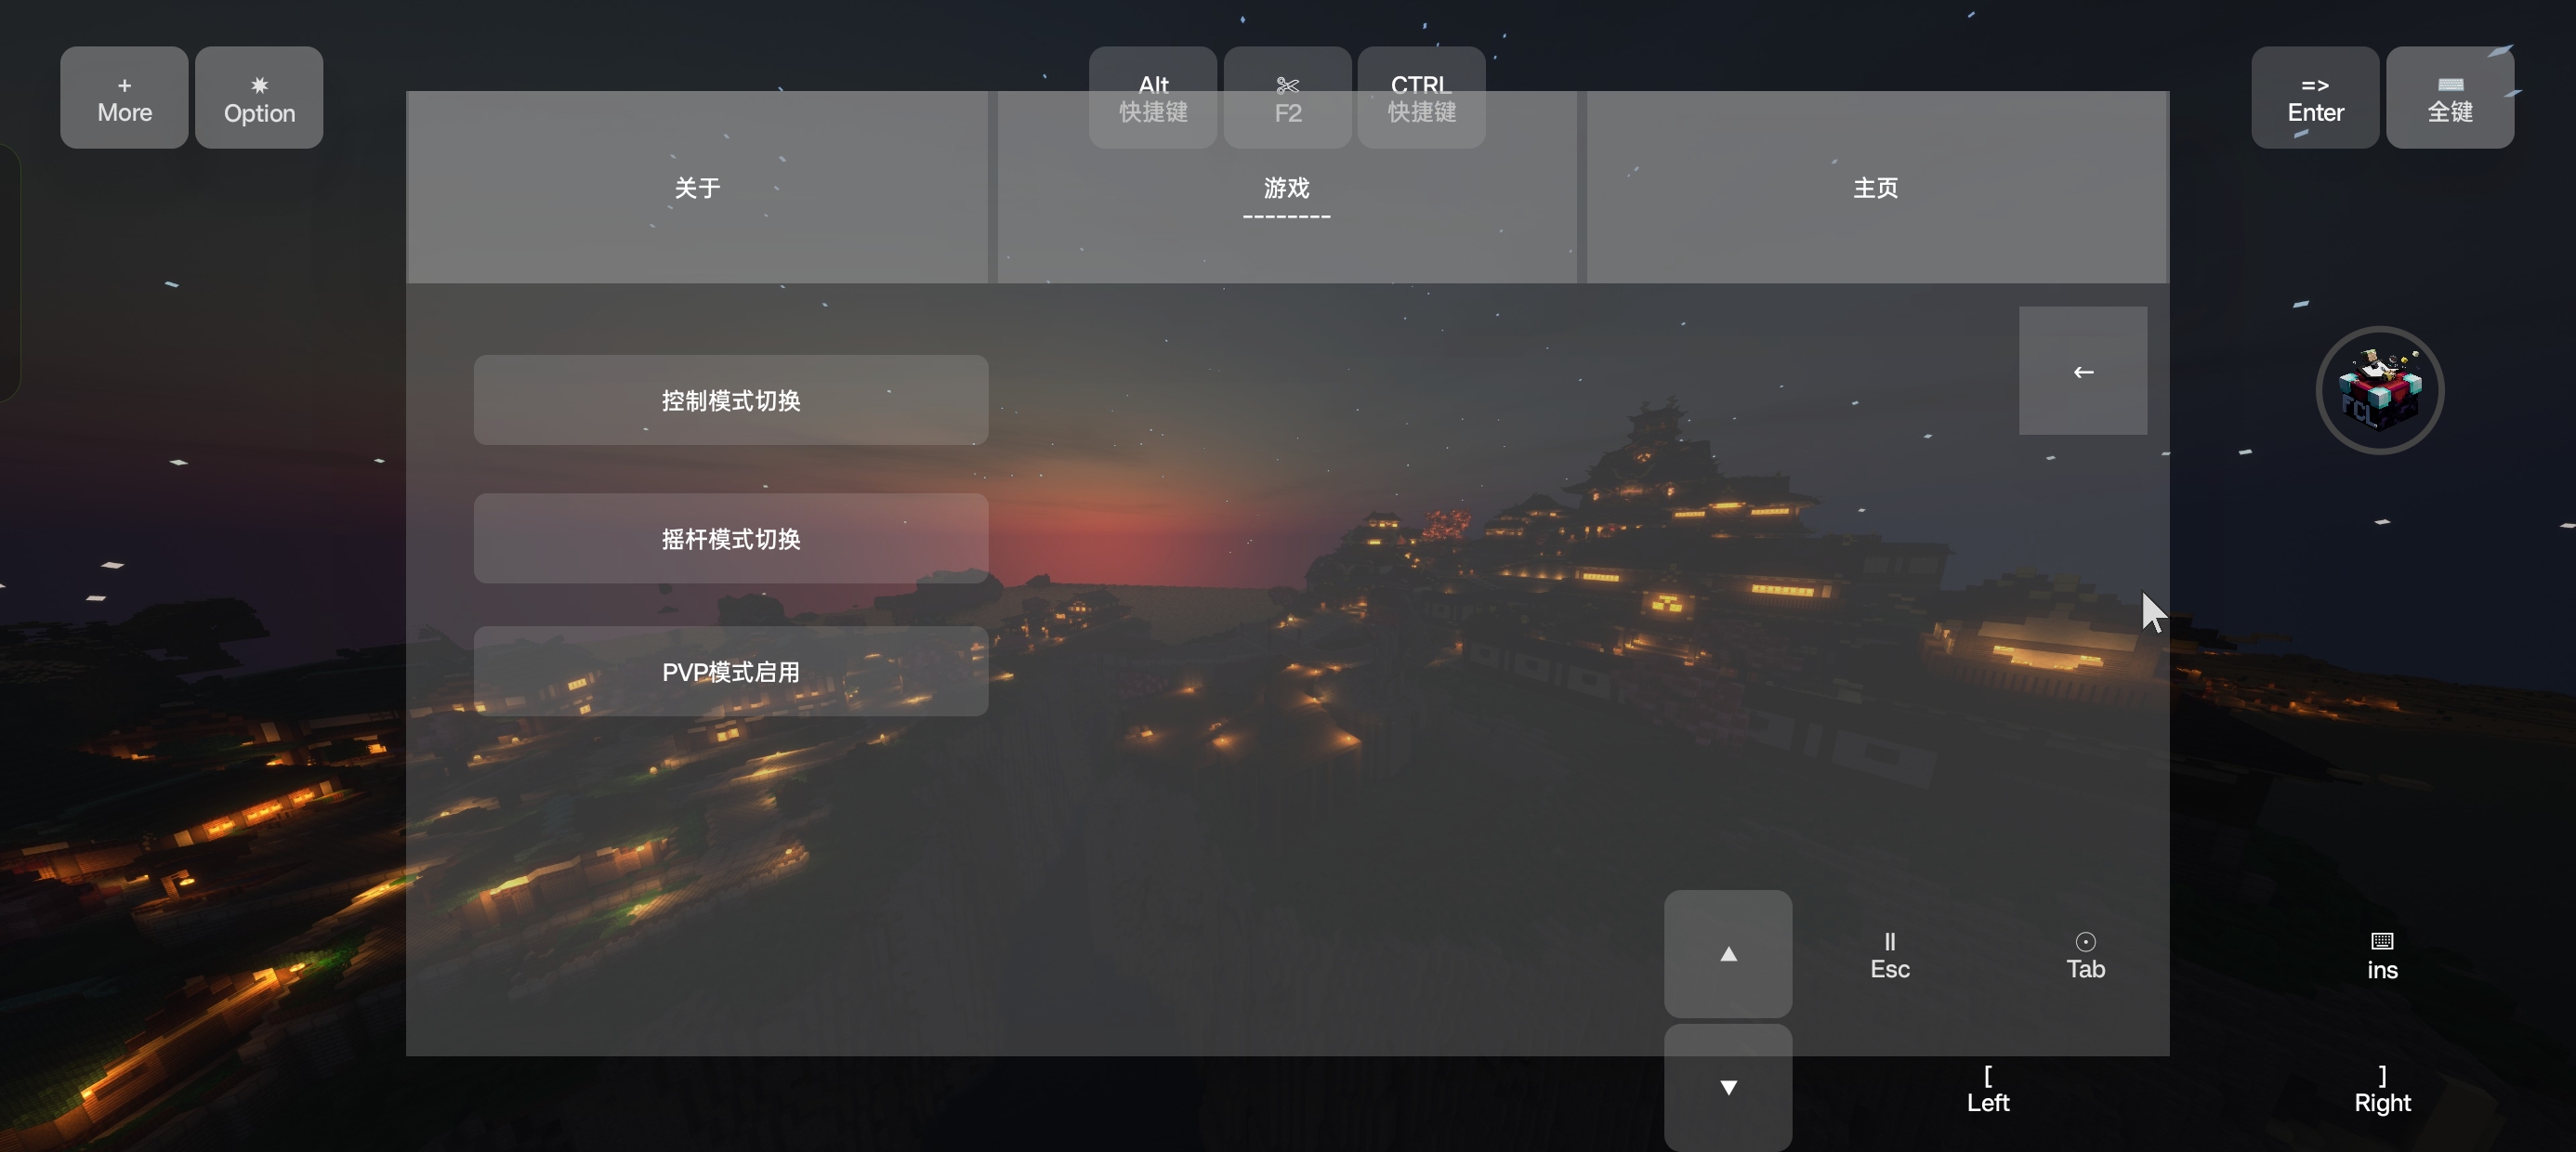 +
More
✷
Option
Alt
快捷键
✄
F2
CTRL
快捷键
=>
Enter
⌨
全键
关于
游戏
--------
主页
控制模式切换
←
FCL
摇杆模式切换
PVP模式启用
▲
II
Esc
☉
Tab
⌨
ins
▼
[
Left
]
Right